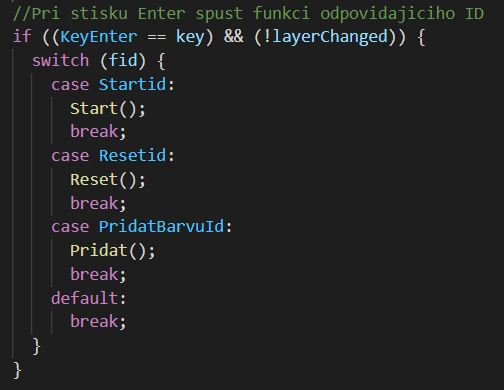 //Pri stisku Enter spust funkci odpovidajiciho ID
if ((KeyEnter == key) && (!layerChanged)) {
  switch (fid) {
    case Startid:
      Start();
      break;
    case Resetid:
      Reset();
      break;
    case PridatBarvuId:
      Pridat();
      break;
    default:
      break;
  }
}